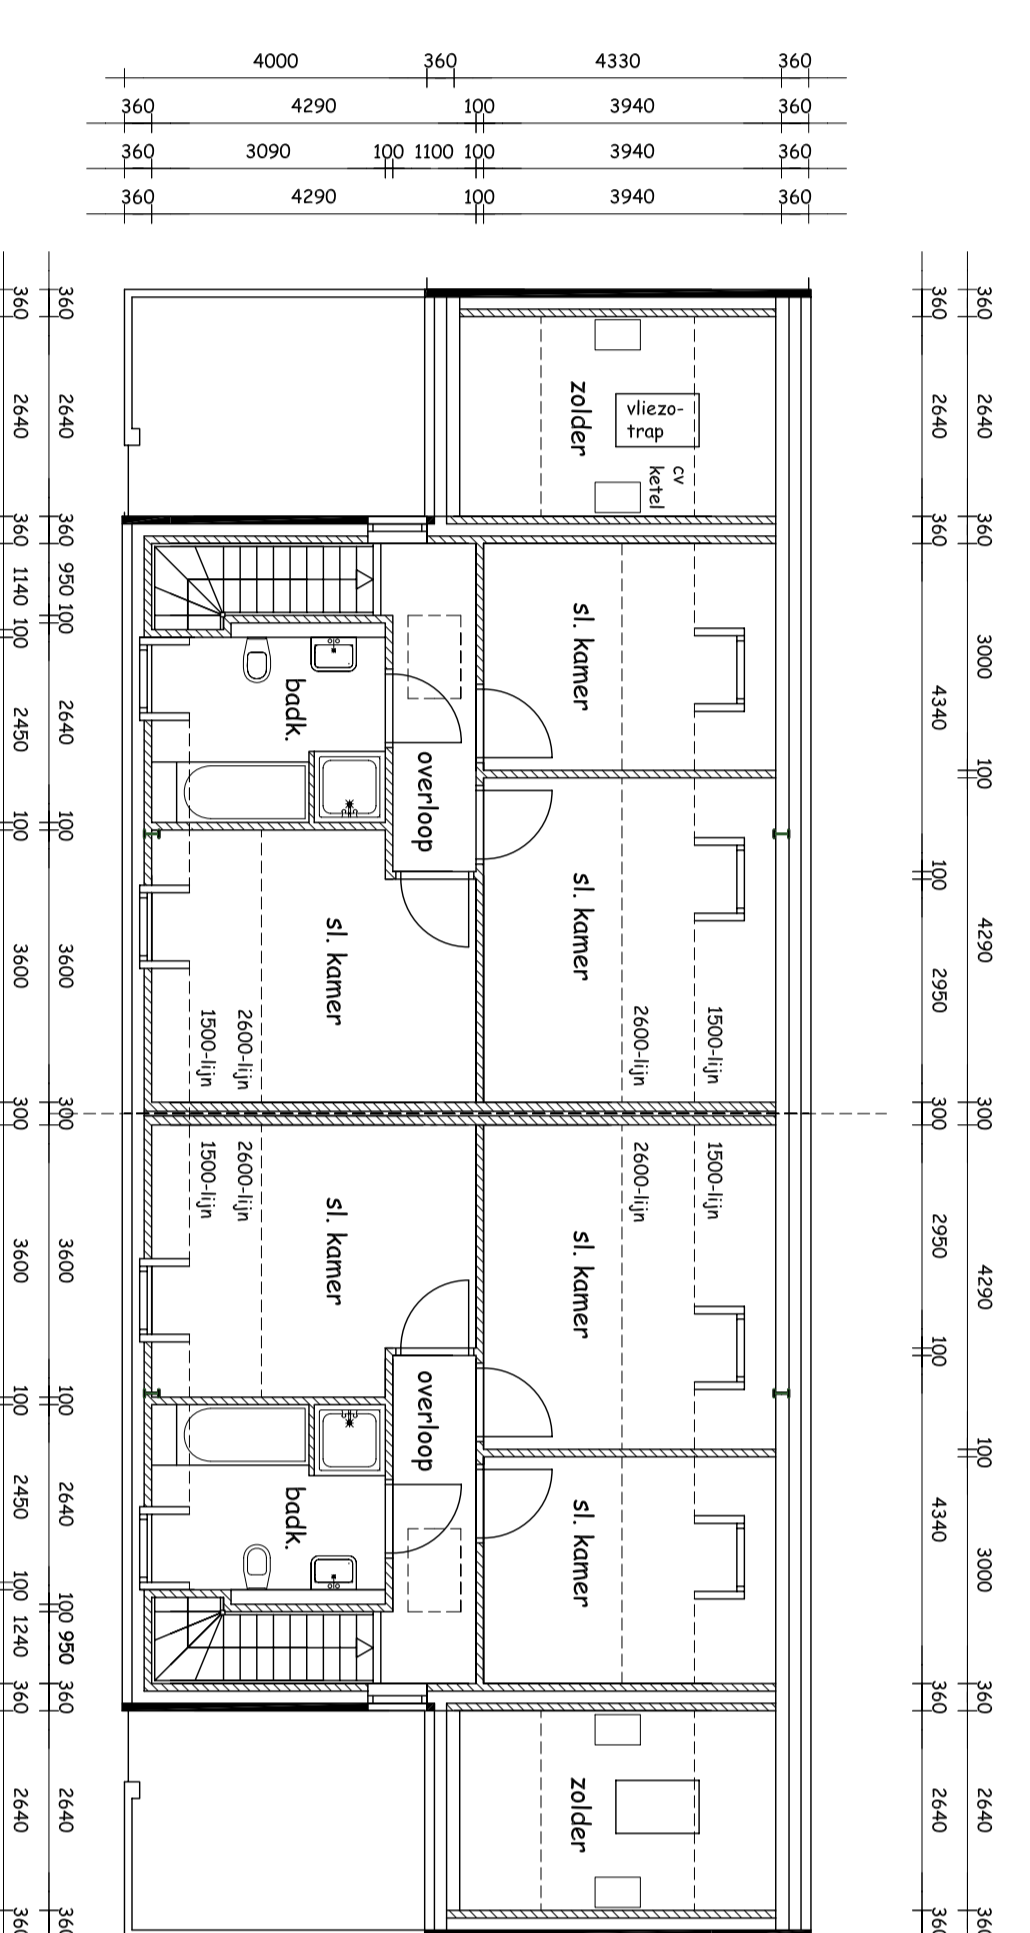 4000 360 4330 360
360 4290 100 3940 360
360 3090 100 1100 100 3940 360
360 4290 100 3940 360
360 2640 360 1140 100 2450 100 3600 300 3600 100 2450 100 1240 360 2640 360
360 2640 360 950 100 2640 100 3600 300 3600 100 2640 100 950 360 2640 360
360 2640 360 4340 100 2950 300 2950 100 4340 360 2640 360
360 2640 360 3000 100 4290 300 4290 100 3000 360 2640 360
zolder
vliezo-
trap
cv
ketel
sl. kamer
badk.
overloop
sl. kamer
sl. kamer
1500-lijn
2600-lijn
2600-lijn
1500-lijn
1500-lijn
2600-lijn
2600-lijn
1500-lijn
sl. kamer
sl. kamer
overloop
badk.
sl. kamer
zolder